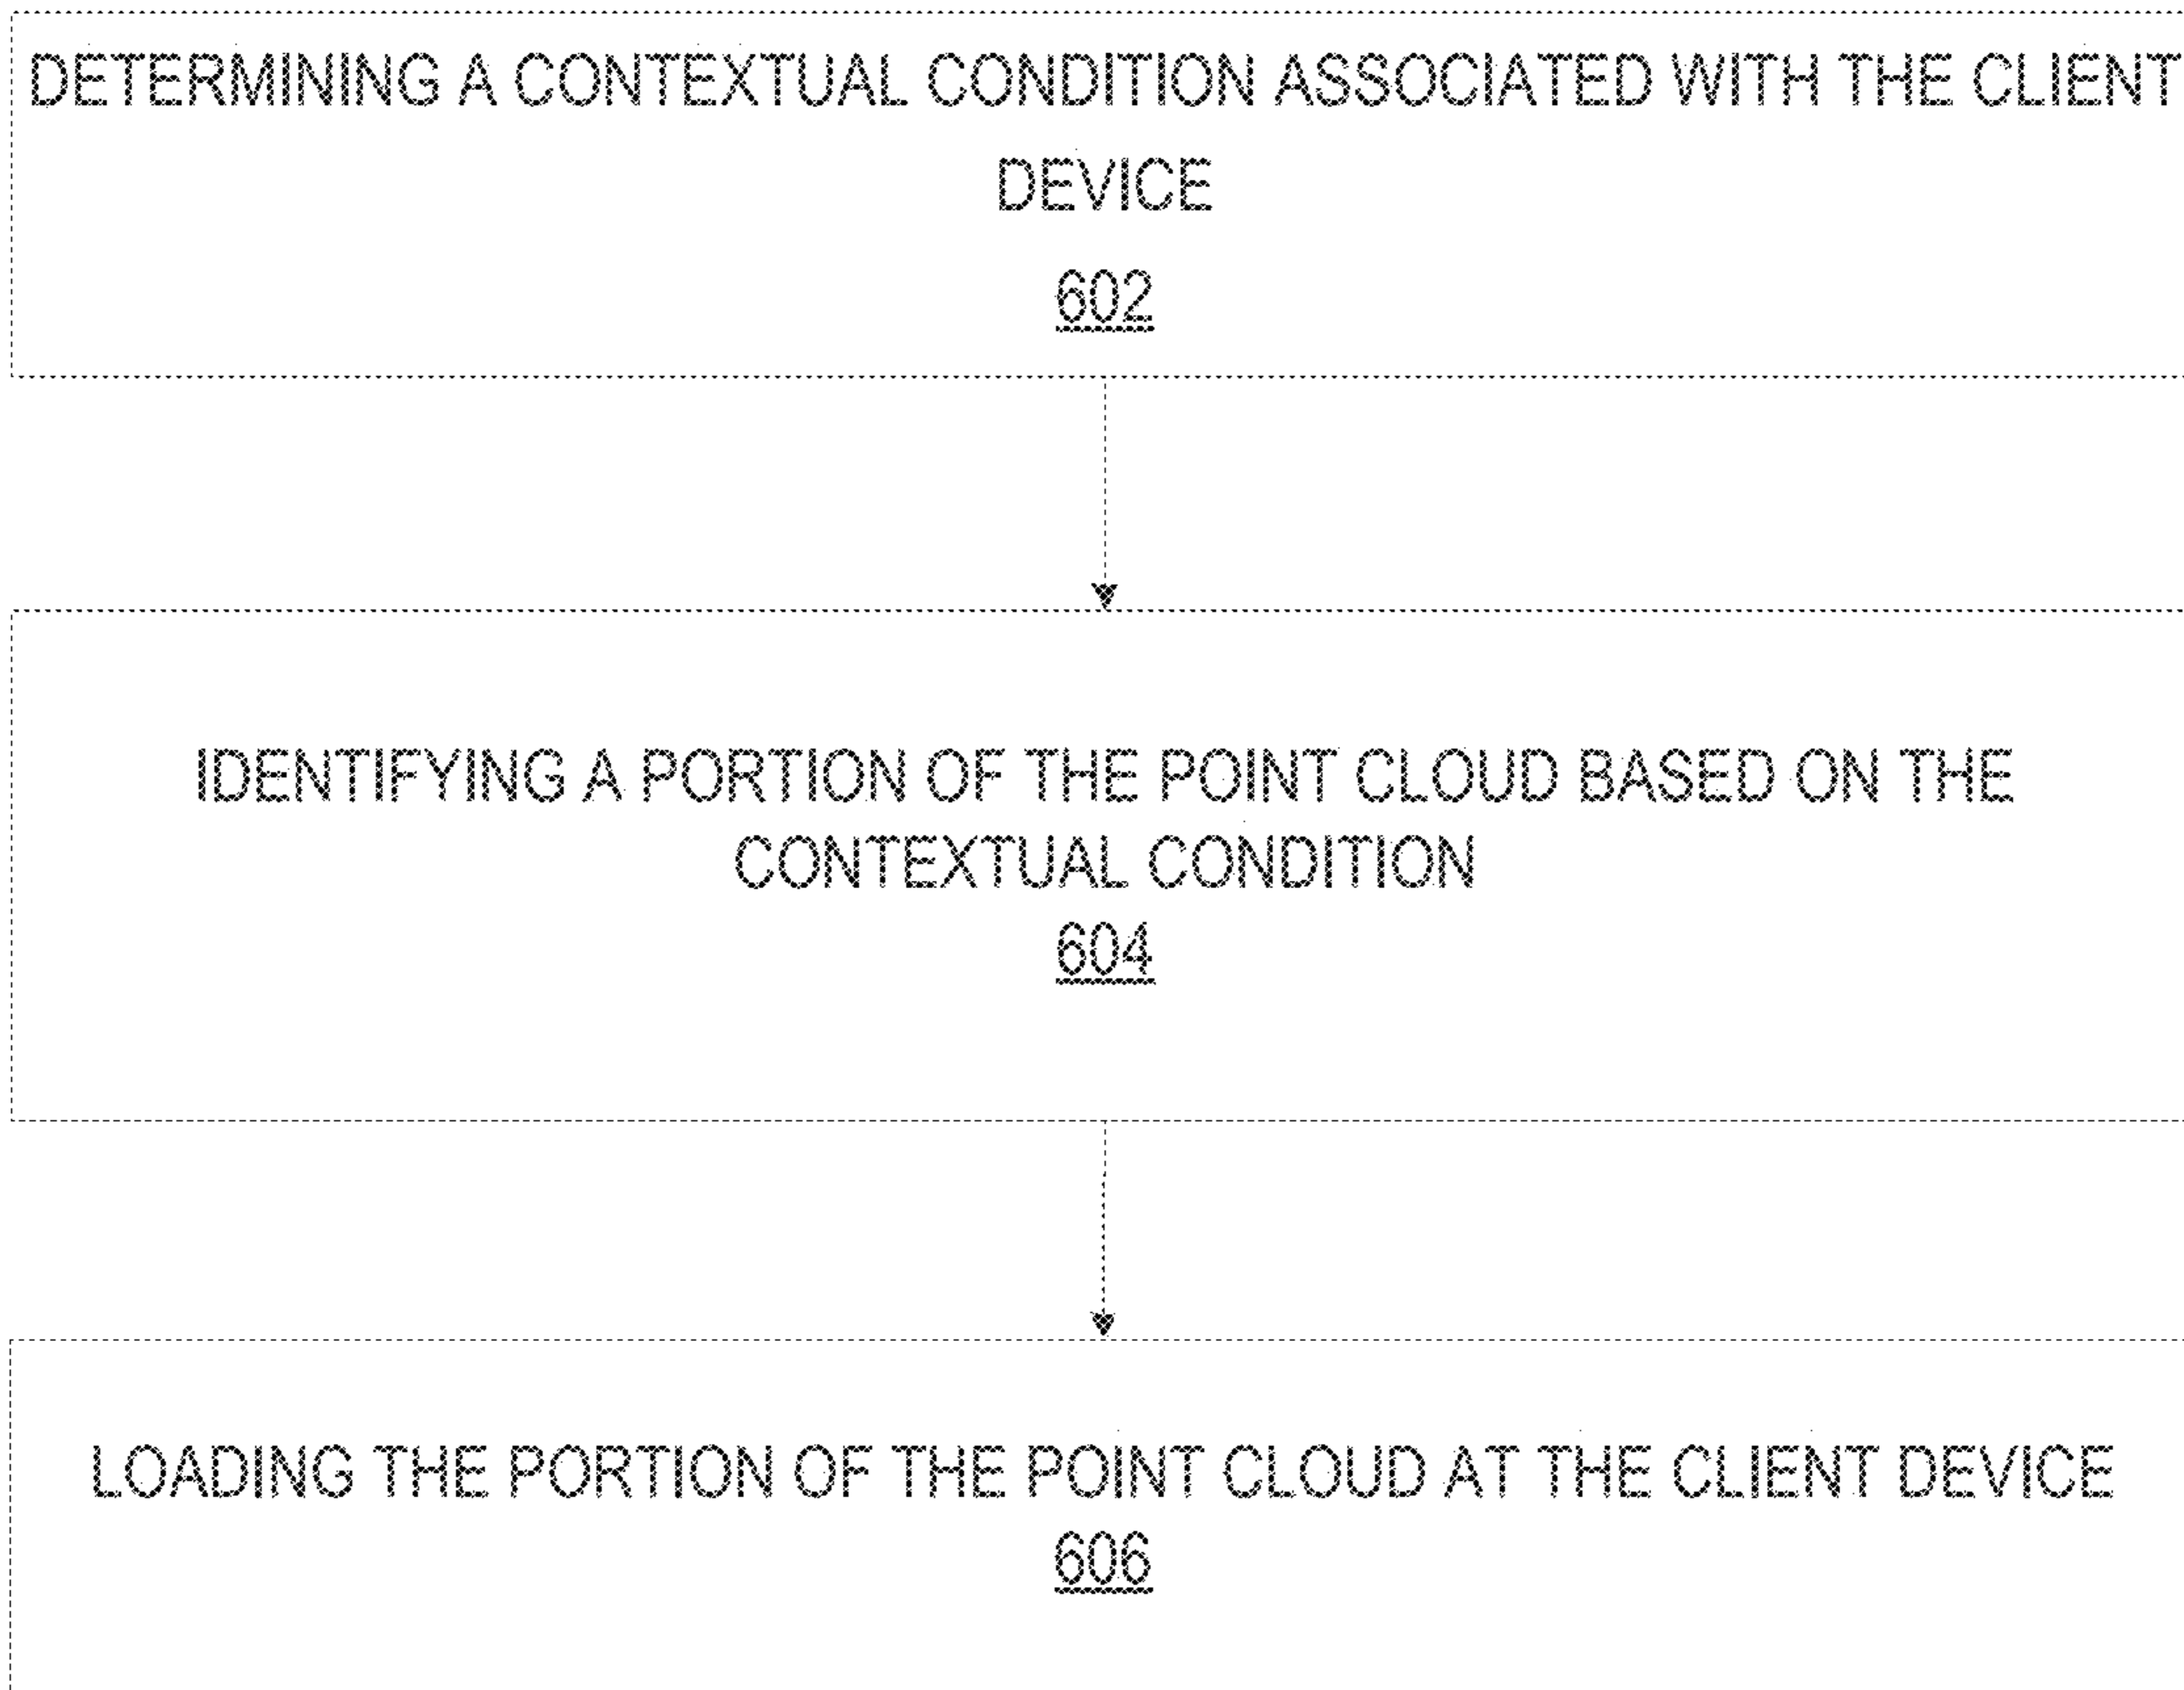 DETERMINING A CONTEXTUAL CONDITION ASSOCIATED WITH THE CLIENT
DEVICE
602
IDENTIFYING A PORTION OF THE POINT CLOUD BASED ON THE
CONTEXTUAL CONDITION
604
LOADING THE PORTION OF THE POINT CLOUD AT THE CLIENT DEVICE
606